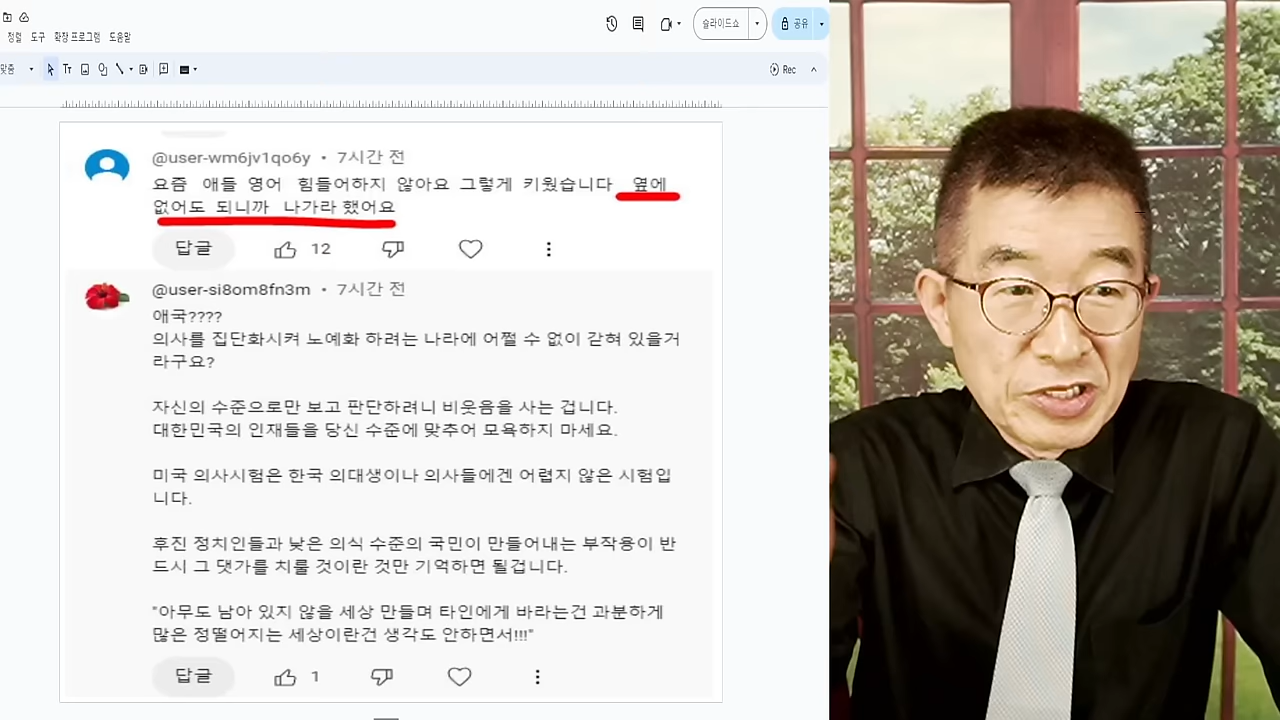 정렬 도구 확장 프로그램 도움말
슬라이드쇼
공유
맞춤
Tт
Rec
@user-wm6jv1qo6y • 7시간 전
요즘 애들 영어 힘들어하지 않아요 그렇게 키웠습니다 옆에
없어도 되니까 나가라 했어요
답글 12
@user-si8om8fn3m • 7시간 전
애국????
의사를 집단화시켜 노예화 하려는 나라에 어쩔 수 없이 갇혀 있을거
라구요?
자신의 수준으로만 보고 판단하려니 비웃음을 사는 겁니다.
대한민국의 인재들을 당신 수준에 맞추어 모욕하지 마세요.
미국 의사시험은 한국 의대생이나 의사들에겐 어렵지 않은 시험입
니다.
후진 정치인들과 낮은 의식 수준의 국민이 만들어내는 부작용이 반
드시 그 댓가를 치룰 것이란 것만 기억하면 될겁니다.
"아무도 남아 있지 않을 세상 만들며 타인에게 바라는건 과분하게
많은 정떨어지는 세상이란건 생각도 안하면서!!!"
답글 1